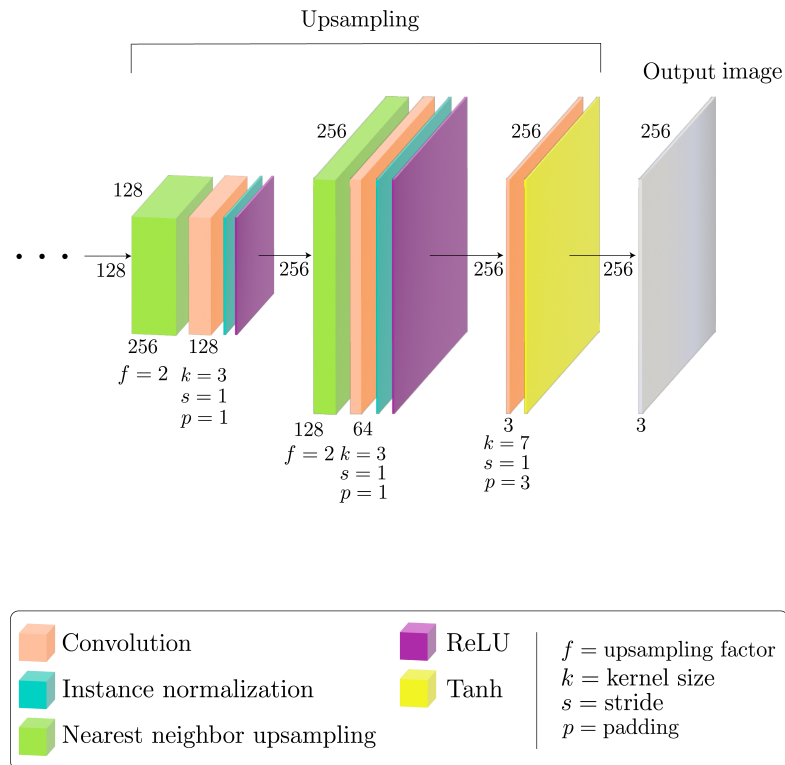 Upsampling
Output image
256
256
256
128
128
256
256
256
256
128
f = 2
k = 3
s = 1
p = 1
128
64
f = 2
k = 3
s = 1
p = 1
3
k = 7
s = 1
p = 3
3
Convolution
Instance normalization
Nearest neighbor upsampling
ReLU
Tanh
f = upsampling factor
k = kernel size
s = stride
p = padding